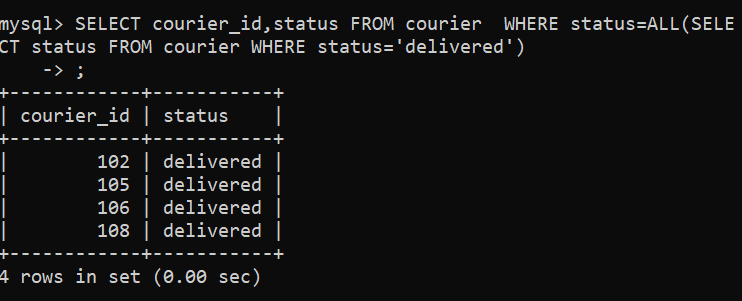 mysql> SELECT courier_id,status FROM courier  WHERE status=ALL(SELE
CT status FROM courier WHERE status='delivered')
    -> ;
+------------+-----------+
| courier_id | status    |
+------------+-----------+
|        102 | delivered |
|        105 | delivered |
|        106 | delivered |
|        108 | delivered |
+------------+-----------+
4 rows in set (0.00 sec)